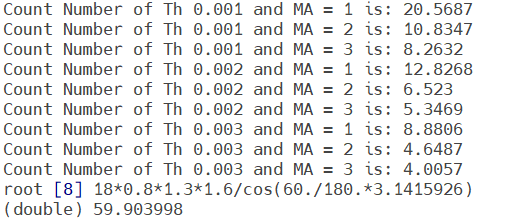 Count Number of Th 0.001 and MA = 1 is: 20.5687
Count Number of Th 0.001 and MA = 2 is: 10.8347
Count Number of Th 0.001 and MA = 3 is: 8.2632
Count Number of Th 0.002 and MA = 1 is: 12.8268
Count Number of Th 0.002 and MA = 2 is: 6.523
Count Number of Th 0.002 and MA = 3 is: 5.3469
Count Number of Th 0.003 and MA = 1 is: 8.8806
Count Number of Th 0.003 and MA = 2 is: 4.6487
Count Number of Th 0.003 and MA = 3 is: 4.0057
root [8] 18*0.8*1.3*1.6/cos(60./180.*3.1415926)
(double) 59.903998